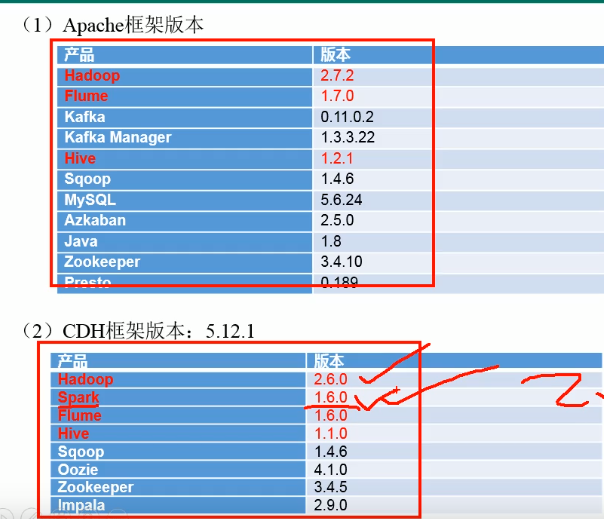 （1）Apache框架版本
产品 版本
Hadoop 2.7.2
Flume 1.7.0
Kafka 0.11.0.2
Kafka Manager 1.3.3.22
Hive 1.2.1
Sqoop 1.4.6
MySQL 5.6.24
Azkaban 2.5.0
Java 1.8
Zookeeper 3.4.10
Presto 0.189
（2）CDH框架版本：5.12.1
产品 版本
Hadoop 2.6.0
Spark 1.6.0 2.
Flume 1.6.0
Hive 1.1.0
Sqoop 1.4.6
Oozie 4.1.0
Zookeeper 3.4.5
Impala 2.9.0